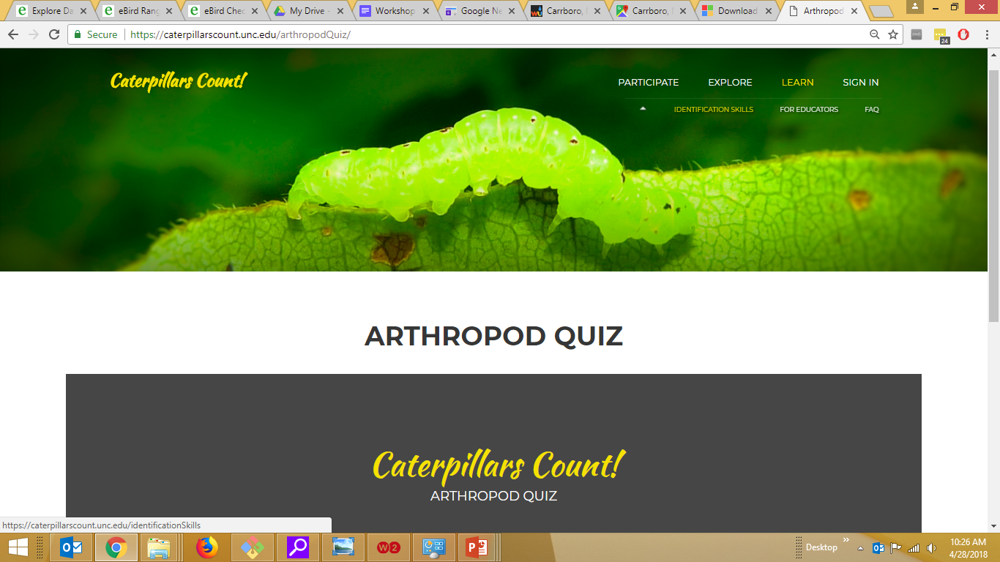 Explore Da
eBird Rang
eBird Chec
My Drive -
Workshop
Google Ne
Carrboro, 
Carrboro, 
Download
Arthropod
Secure https://caterpillarscount.unc.edu/arthropodQuiz/
24
Caterpillars Count!
PARTICIPATE EXPLORE LEARN SIGN IN
IDENTIFICATION SKILLS FOR EDUCATORS FAQ
ARTHROPOD QUIZ
Caterpillars Count!
ARTHROPOD QUIZ
https://caterpillarscount.unc.edu/identificationSkills
Desktop
10:26 AM
4/28/2018